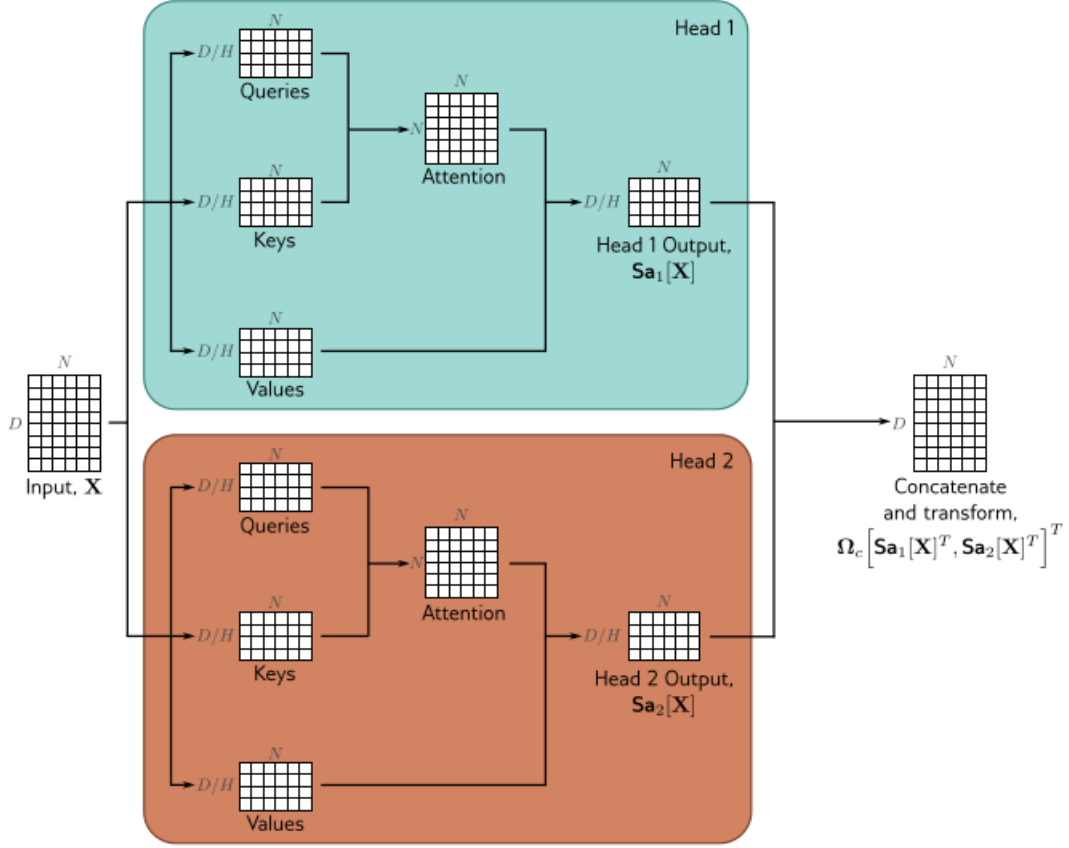 Head 1
N
D/H
Queries
N
N
Attention
N
D/H
Keys
N
D/H
Head 1 Output,
Sa₁[X]
N
D/H
Values
N
D
Input, X
N
D
Concatenate
and transform,
Ω_c[Sa₁[X]ᵀ, Sa₂[X]ᵀ]ᵀ
Head 2
N
D/H
Queries
N
N
Attention
N
D/H
Keys
N
D/H
Head 2 Output,
Sa₂[X]
N
D/H
Values